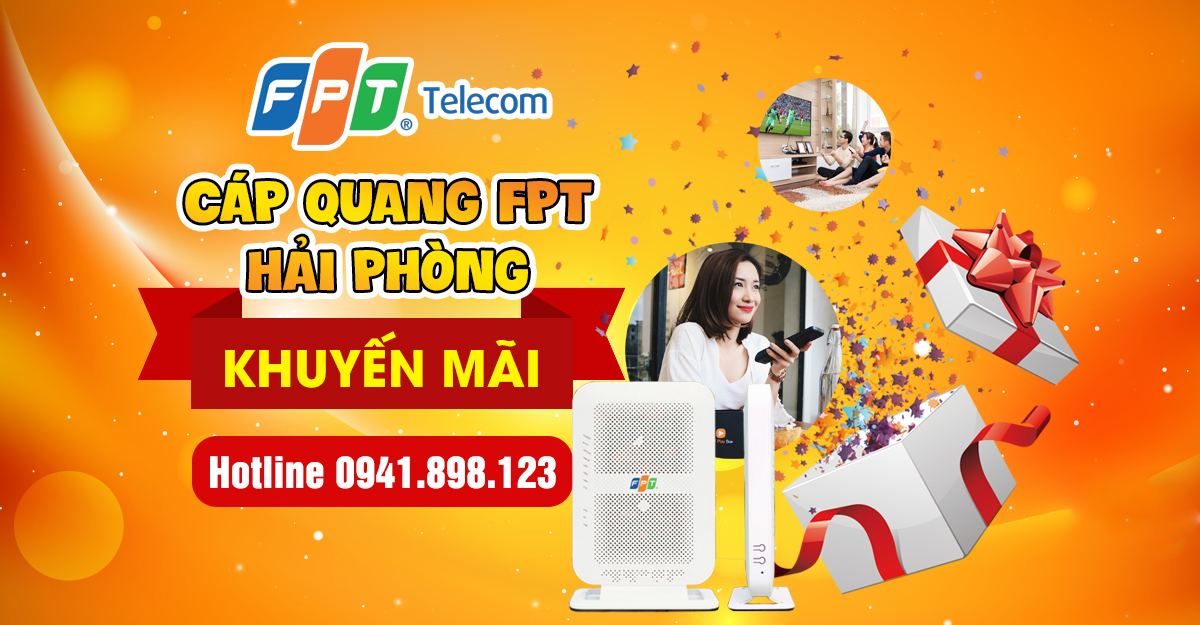 FPT Telecom
CÁP QUANG FPT
HẢI PHÒNG
KHUYẾN MÃI
Hotline 0941.898.123
FPT